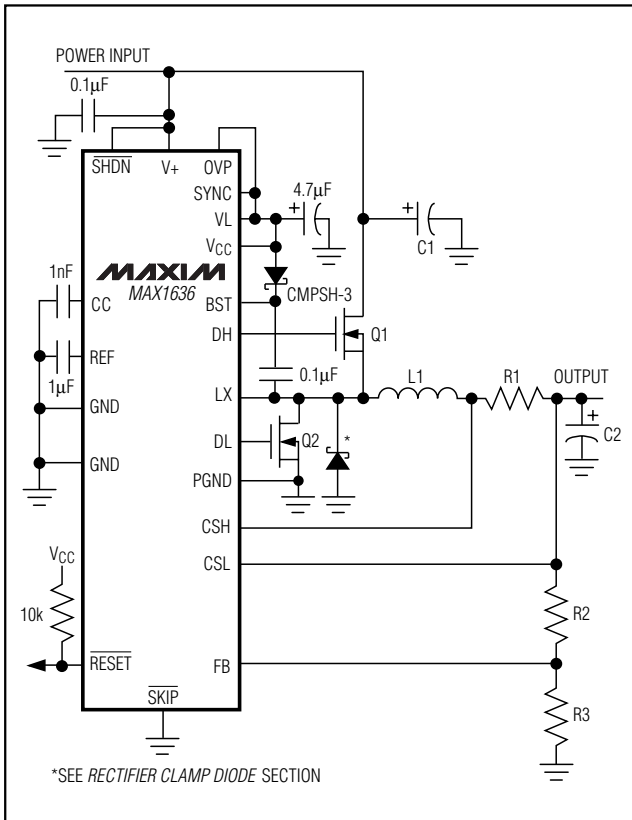 POWER INPUT
0.1µF
SHDN
V+
OVP
SYNC
VL
4.7µF
+
+
C1
VCC
MAXIM
MAX1636
CMPSH-3
1nF
CC
BST
DH
Q1
REF
1µF
0.1µF
LX
L1
R1
OUTPUT
+
C2
GND
DL
Q2
*
GND
PGND
CSH
CSL
VCC
10k
R2
RESET
FB
R3
SKIP
*SEE RECTIFIER CLAMP DIODE SECTION